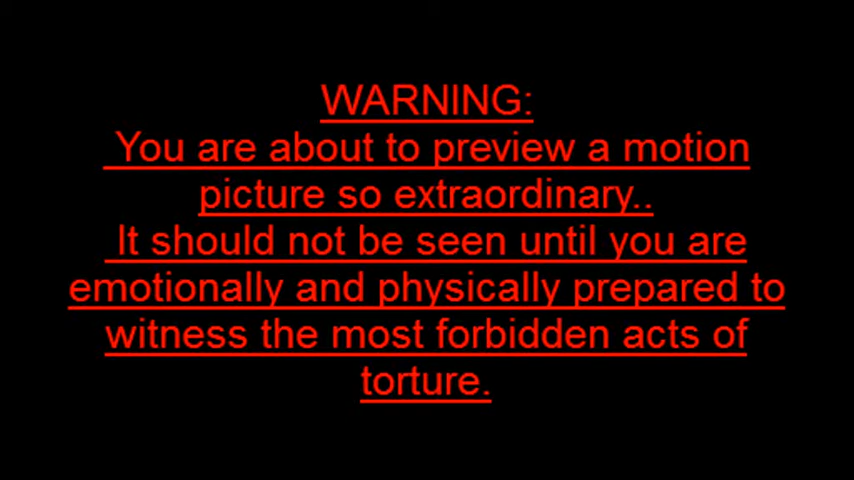 WARNING:
You are about to preview a motion
picture so extraordinary..
It should not be seen until you are
emotionally and physically prepared to
witness the most forbidden acts of
torture.